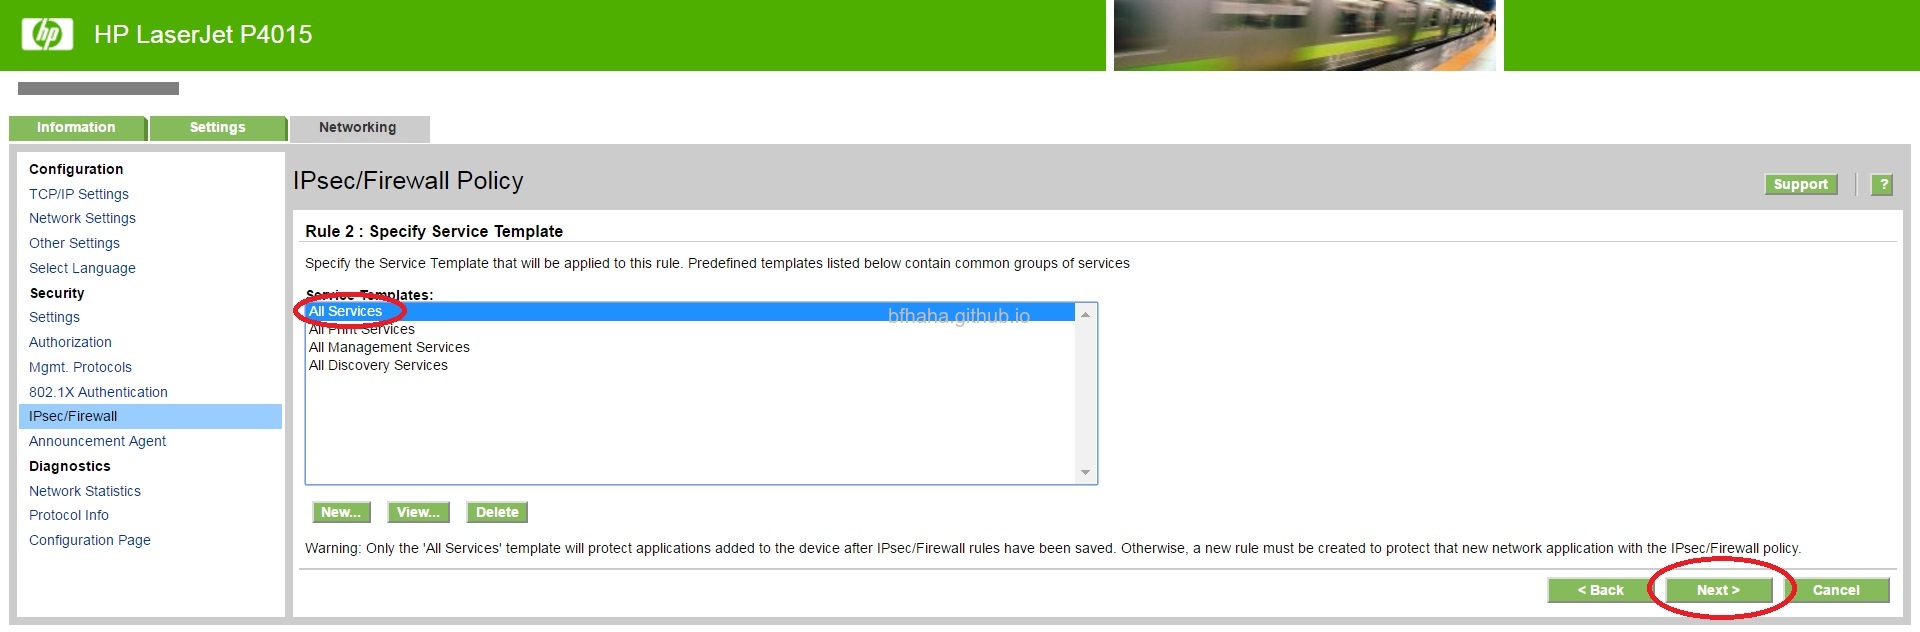 hp
HP LaserJet P4015
Information
Settings
Networking
Configuration
TCP/IP Settings
Network Settings
Other Settings
Select Language
Security
Settings
Authorization
Mgmt. Protocols
802.1X Authentication
IPsec/Firewall
Announcement Agent
Diagnostics
Network Statistics
Protocol Info
Configuration Page
IPsec/Firewall Policy
Support
?
Rule 2 : Specify Service Template
Specify the Service Template that will be applied to this rule. Predefined templates listed below contain common groups of services
Service Templates:
All Services
bfhaha.github.io
All Print Services
All Management Services
All Discovery Services
New...
View...
Delete
Warning: Only the 'All Services' template will protect applications added to the device after IPsec/Firewall rules have been saved. Otherwise, a new rule must be created to protect that new network application with the IPsec/Firewall policy.
< Back
Next >
Cancel